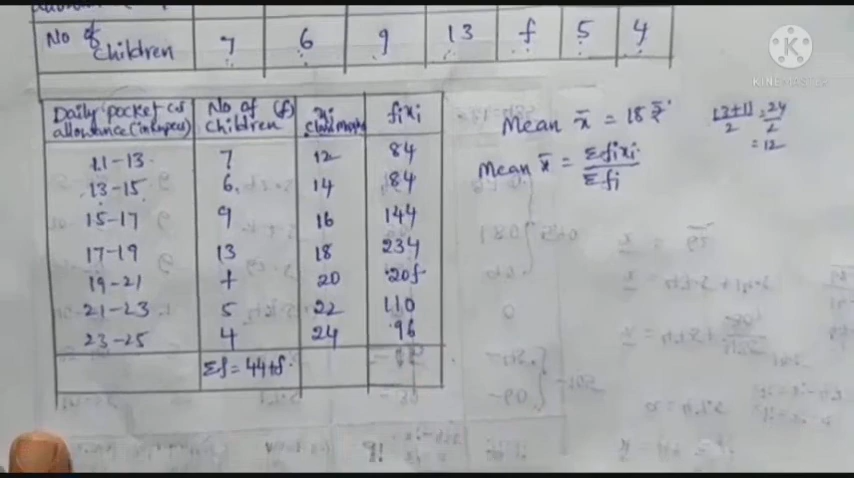 No of Children 7 6 9 13 f 5 4
KINEMASTER
Daily pocket allowance (in rupees) No of (f) children xi fixi
11-13 7 12 84
13-15 6 14 84
15-17 9 16 144
17-19 13 18 234
19-21 f 20 20f
21-23 5 22 110
23-25 4 24 96
Σf = 44+f
Mean x̄ = 18 ₹
Mean x̄ = Σfixi / Σfi
13+11 / 2 = 24 / 2
= 12